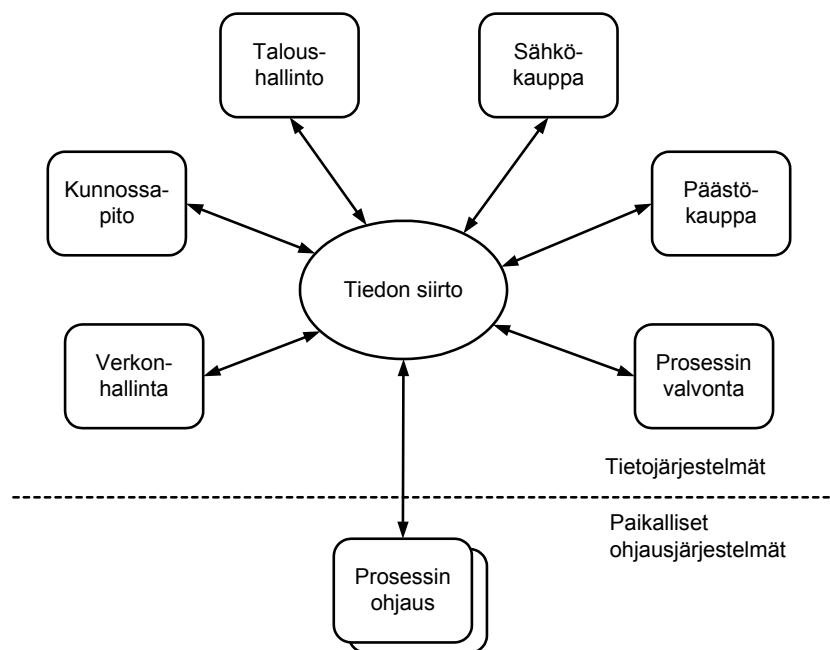 Talous-
hallinto
Sähkö-
kauppa
Kunnossa-
pito
Päästö-
kauppa
Tiedon siirto
Verkon-
hallinta
Prosessin
valvonta
Tietojärjestelmät
Paikalliset
ohjausjärjestelmät
Prosessin
ohjaus